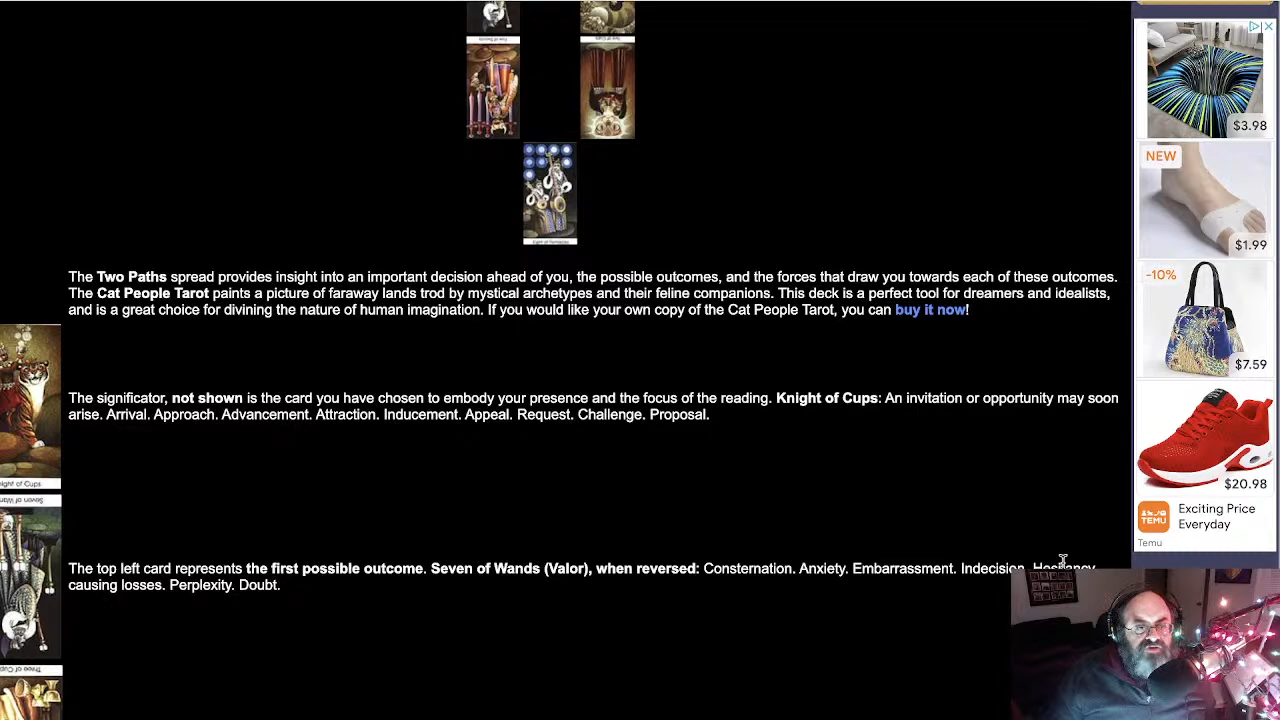 The Two Paths spread provides insight into an important decision ahead of you, the possible outcomes, and the forces that draw you towards each of these outcomes.
The Cat People Tarot paints a picture of faraway lands trod by mystical archetypes and their feline companions. This deck is a perfect tool for dreamers and idealists,
and is a great choice for divining the nature of human imagination. If you would like your own copy of the Cat People Tarot, you can buy it now!
The significator, not shown is the card you have chosen to embody your presence and the focus of the reading. Knight of Cups: An invitation or opportunity may soon
arise. Arrival. Approach. Advancement. Attraction. Inducement. Appeal. Request. Challenge. Proposal.
night of Cups
Seven of Wan
The top left card represents the first possible outcome. Seven of Wands (Valor), when reversed: Consternation. Anxiety. Embarrassment. Indecision. Hesitancy
causing losses. Perplexity. Doubt.
Three of Cup
$3.98
NEW
$1.99
-10%
$7.59
$20.98
TEMU
Exciting Price
Everyday
Temu